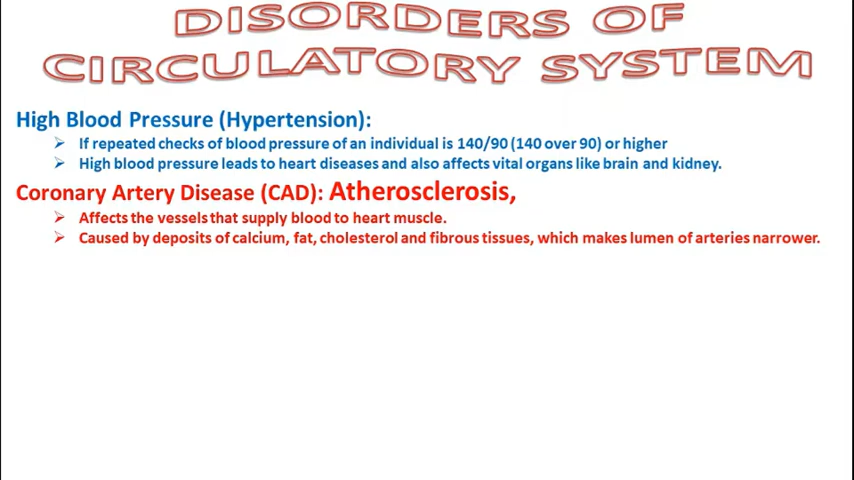 DISORDERS OF
CIRCULATORY SYSTEM
High Blood Pressure (Hypertension):
If repeated checks of blood pressure of an individual is 140/90 (140 over 90) or higher
High blood pressure leads to heart diseases and also affects vital organs like brain and kidney.
Coronary Artery Disease (CAD): Atherosclerosis,
Affects the vessels that supply blood to heart muscle.
Caused by deposits of calcium, fat, cholesterol and fibrous tissues, which makes lumen of arteries narrower.